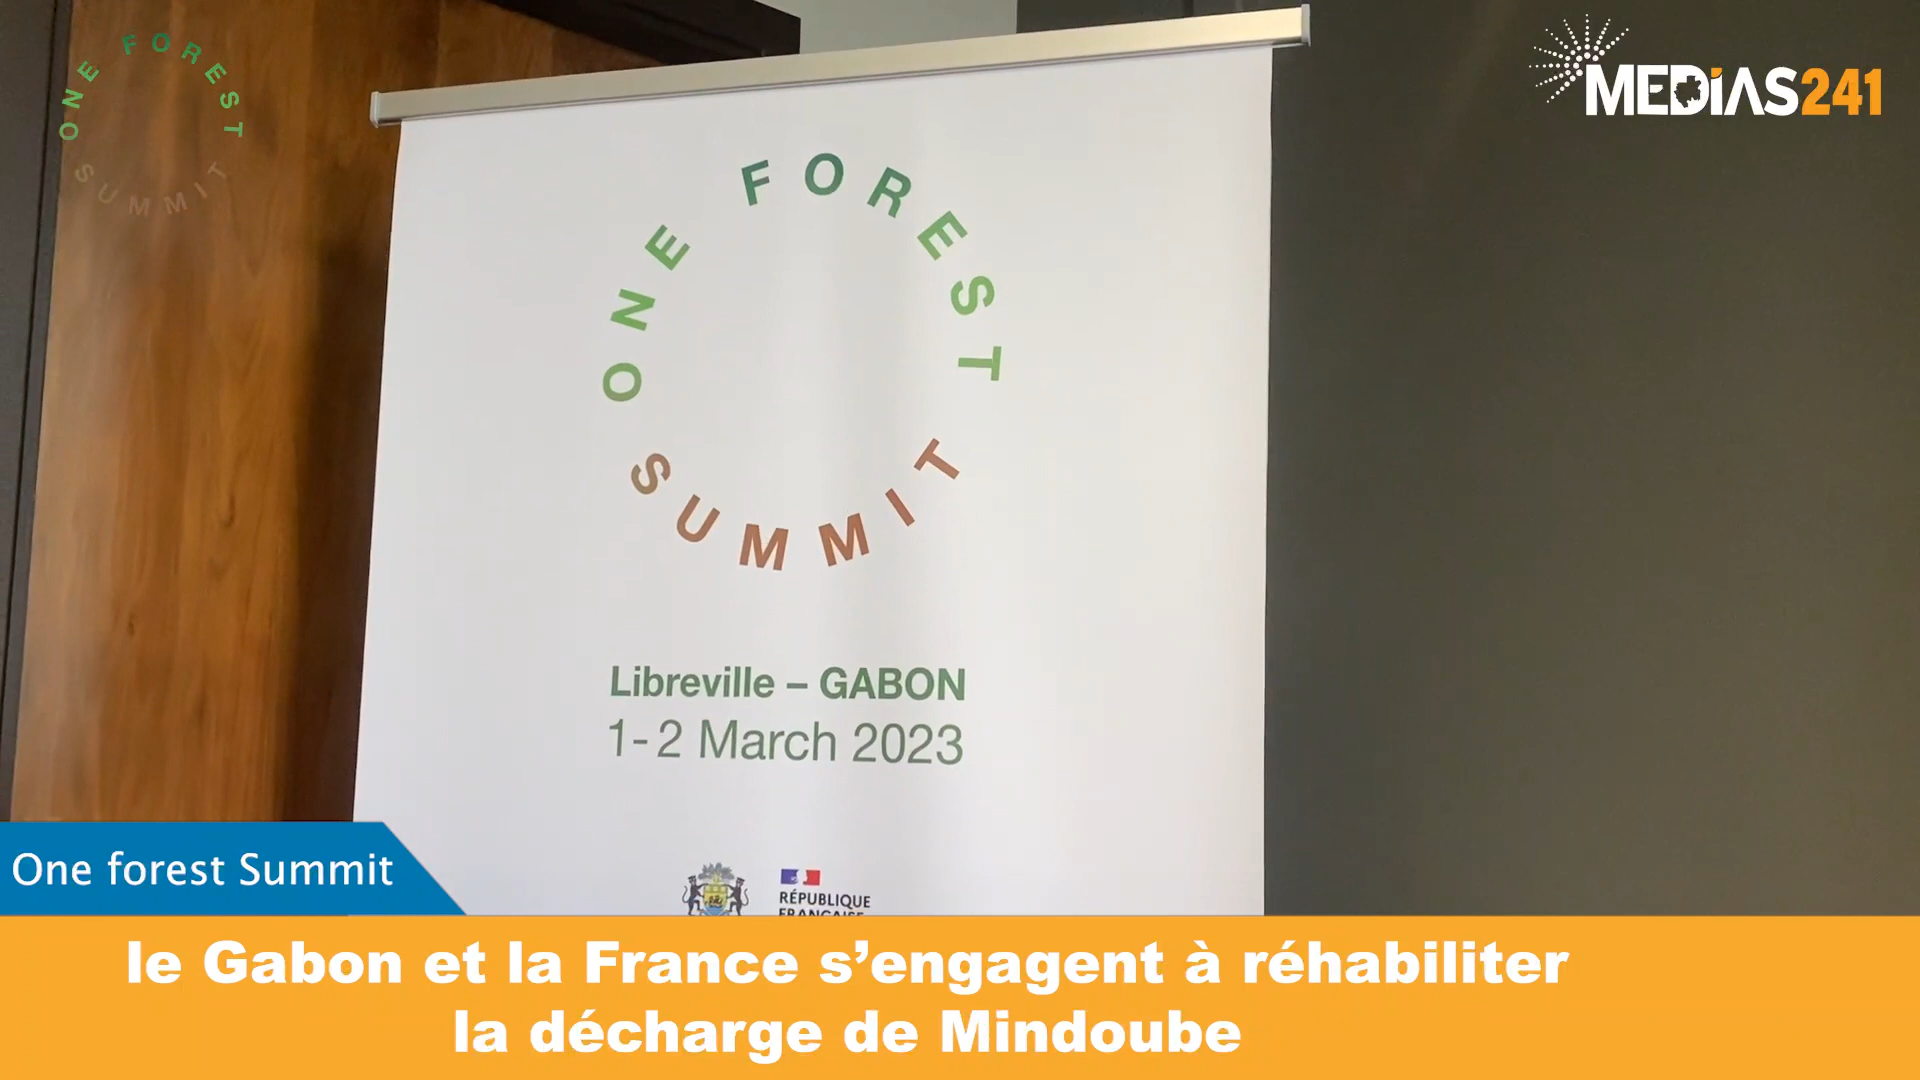 ONE FOREST
SUMMIT
MEDiAS241
ONE FOREST
SUMMIT
Libreville – GABON
1-2 March 2023
RÉPUBLIQUE
FRANÇAISE
One forest Summit
le Gabon et la France s’engagent à réhabiliter
la décharge de Mindoube